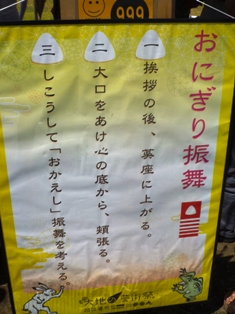 おにぎり振舞
一 挨拶の後、茣座に上がる。
二 大口をあけ心の底から、頬張る。
三 しこうして「おかえし」振舞を考える。